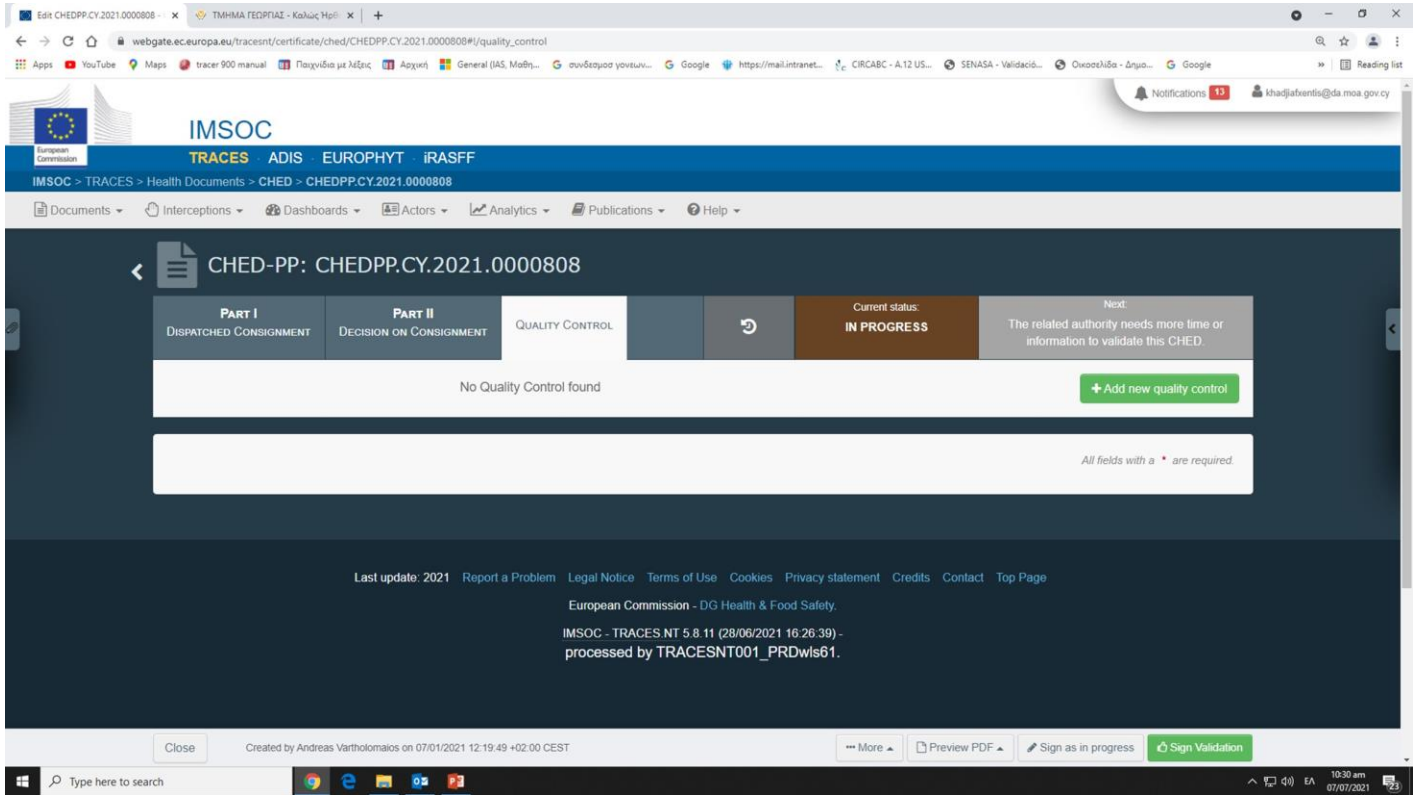 Edit CHEDPP.CY.2021.0000808 -
ΤΜΗΜΑ ΓΕΩΡΓΙΑΣ - Καλώς Ήρθ
webgate.ec.europa.eu/tracesnt/certificate/ched/CHEDPP.CY.2021.0000808#!/quality_control
Apps YouTube Maps tracer 900 manual Παιχνίδια με λέξεις Αρχική General (IAS, Μαθη... συνδεσμοσ γονεων... Google https://mail.intranet... CIRCABC - A.12 US... SENASA - Validació... Οικοσελίδα - Δημο... Google » Reading list
Notifications 13 khadjiafxentis@da.moa.gov.cy
European
Commission
IMSOC
TRACES · ADIS · EUROPHYT · iRASFF
IMSOC > TRACES > Health Documents > CHED > CHEDPP.CY.2021.0000808
Documents Interceptions Dashboards Actors Analytics Publications Help
CHED-PP: CHEDPP.CY.2021.0000808
PART I
DISPATCHED CONSIGNMENT
PART II
DECISION ON CONSIGNMENT
QUALITY CONTROL
Current status:
IN PROGRESS
Next:
The related authority needs more time or
information to validate this CHED.
No Quality Control found
+ Add new quality control
All fields with a * are required.
Last update: 2021 Report a Problem Legal Notice Terms of Use Cookies Privacy statement Credits Contact Top Page
European Commission - DG Health & Food Safety.
IMSOC - TRACES.NT 5.8.11 (28/06/2021 16:26:39) -
processed by TRACESNT001_PRDwls61.
Close Created by Andreas Vartholomaios on 07/01/2021 12:19:49 +02:00 CEST ••• More Preview PDF Sign as in progress Sign Validation
Type here to search
ΕΛ
10:30 am
07/07/2021
23